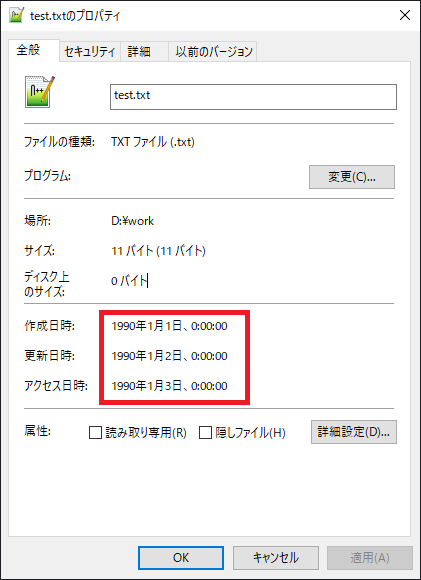 test.txtのプロパティ
全般 セキュリティ 詳細 以前のバージョン
test.txt
ファイルの種類: TXT ファイル (.txt)
プログラム: 変更(C)...
場所: D:¥work
サイズ: 11 バイト (11 バイト)
ディスク上
のサイズ: 0 バイト
作成日時: 1990年1月1日、0:00:00
更新日時: 1990年1月2日、0:00:00
アクセス日時: 1990年1月3日、0:00:00
属性: 読み取り専用(R) 隠しファイル(H) 詳細設定(D)...
OK キャンセル 適用(A)